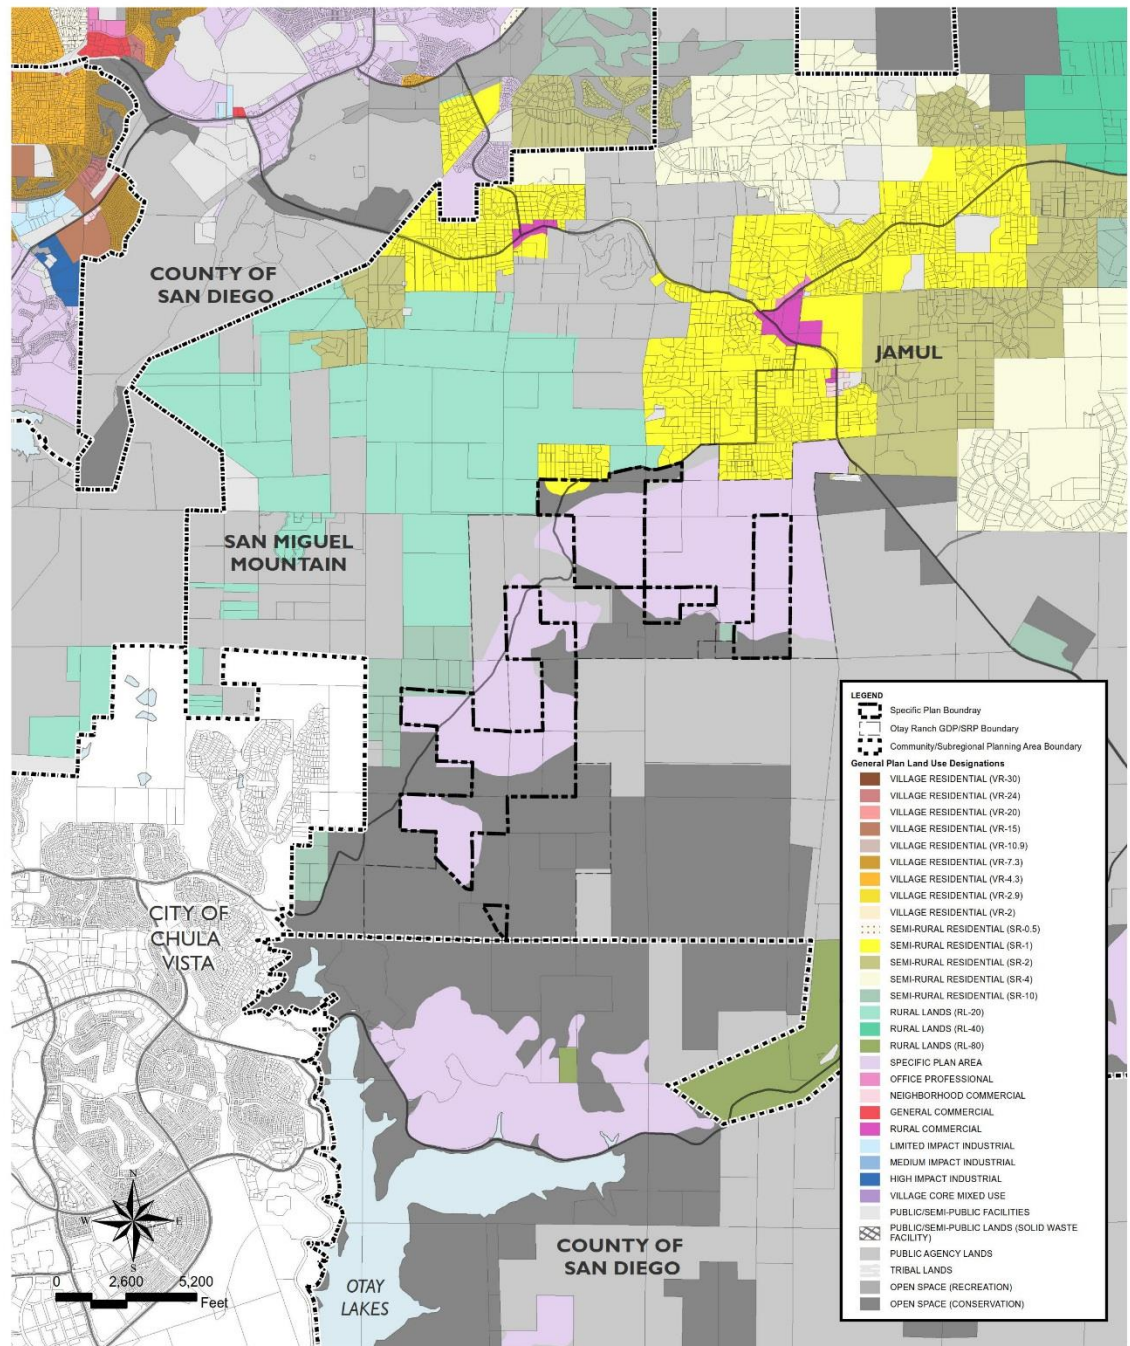 COUNTY OF
SAN DIEGO
JAMUL
SAN MIGUEL
MOUNTAIN
CITY OF
CHULA
VISTA
COUNTY OF
SAN DIEGO
OTAY
LAKES
N
W
E
S
0 2,600 5,200
Feet
LEGEND
Specific Plan Boundray
Otay Ranch GDP/SRP Boundary
Community/Subregional Planning Area Boundary
General Plan Land Use Designations
VILLAGE RESIDENTIAL (VR-30)
VILLAGE RESIDENTIAL (VR-24)
VILLAGE RESIDENTIAL (VR-20)
VILLAGE RESIDENTIAL (VR-15)
VILLAGE RESIDENTIAL (VR-10.9)
VILLAGE RESIDENTIAL (VR-7.3)
VILLAGE RESIDENTIAL (VR-4.3)
VILLAGE RESIDENTIAL (VR-2.9)
VILLAGE RESIDENTIAL (VR-2)
SEMI-RURAL RESIDENTIAL (SR-0.5)
SEMI-RURAL RESIDENTIAL (SR-1)
SEMI-RURAL RESIDENTIAL (SR-2)
SEMI-RURAL RESIDENTIAL (SR-4)
SEMI-RURAL RESIDENTIAL (SR-10)
RURAL LANDS (RL-20)
RURAL LANDS (RL-40)
RURAL LANDS (RL-80)
SPECIFIC PLAN AREA
OFFICE PROFESSIONAL
NEIGHBORHOOD COMMERCIAL
GENERAL COMMERCIAL
RURAL COMMERCIAL
LIMITED IMPACT INDUSTRIAL
MEDIUM IMPACT INDUSTRIAL
HIGH IMPACT INDUSTRIAL
VILLAGE CORE MIXED USE
PUBLIC/SEMI-PUBLIC FACILITIES
PUBLIC/SEMI-PUBLIC LANDS (SOLID WASTE
FACILITY)
PUBLIC AGENCY LANDS
TRIBAL LANDS
OPEN SPACE (RECREATION)
OPEN SPACE (CONSERVATION)